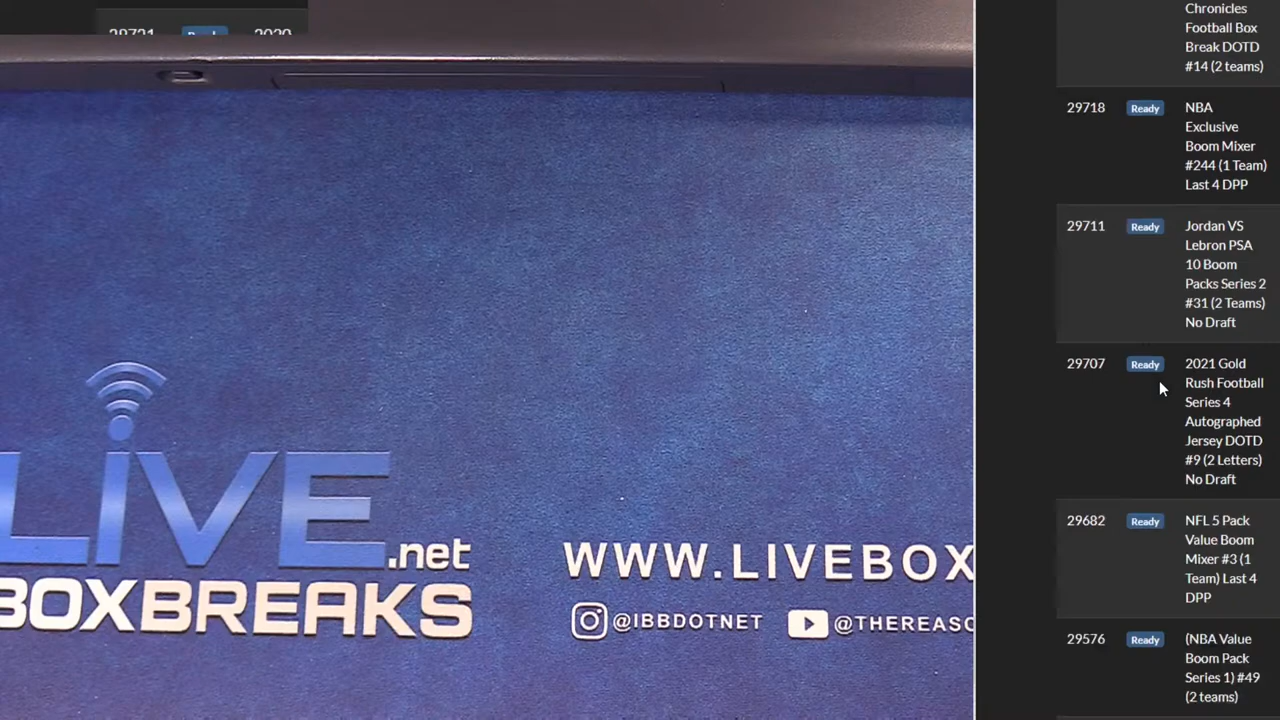 29721 Ready 2020
LIVE
.net
BOXBREAKS
WWW.LIVEBOX
@IBBDOTNET
@THEREASO
Chronicles
Football Box
Break DOTD
#14 (2 teams)
29718 Ready NBA
Exclusive
Boom Mixer
#244 (1 Team)
Last 4 DPP
29711 Ready Jordan VS
Lebron PSA
10 Boom
Packs Series 2
#31 (2 Teams)
No Draft
29707 Ready 2021 Gold
Rush Football
Series 4
Autographed
Jersey DOTD
#9 (2 Letters)
No Draft
29682 Ready NFL 5 Pack
Value Boom
Mixer #3 (1
Team) Last 4
DPP
29576 Ready (NBA Value
Boom Pack
Series 1) #49
(2 teams)